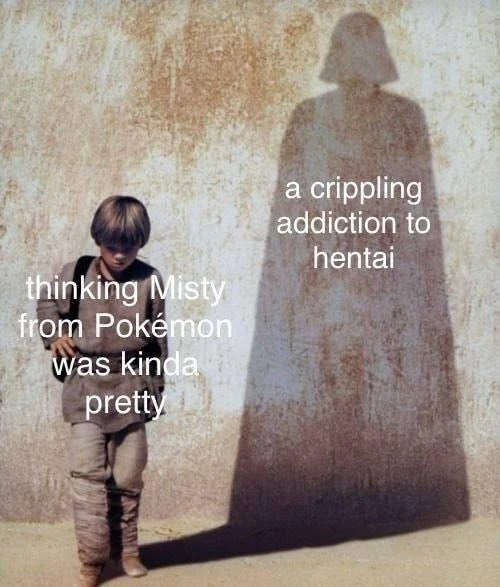 thinking Misty
from Pokémon
was kinda
pretty
a crippling
addiction to
hentai